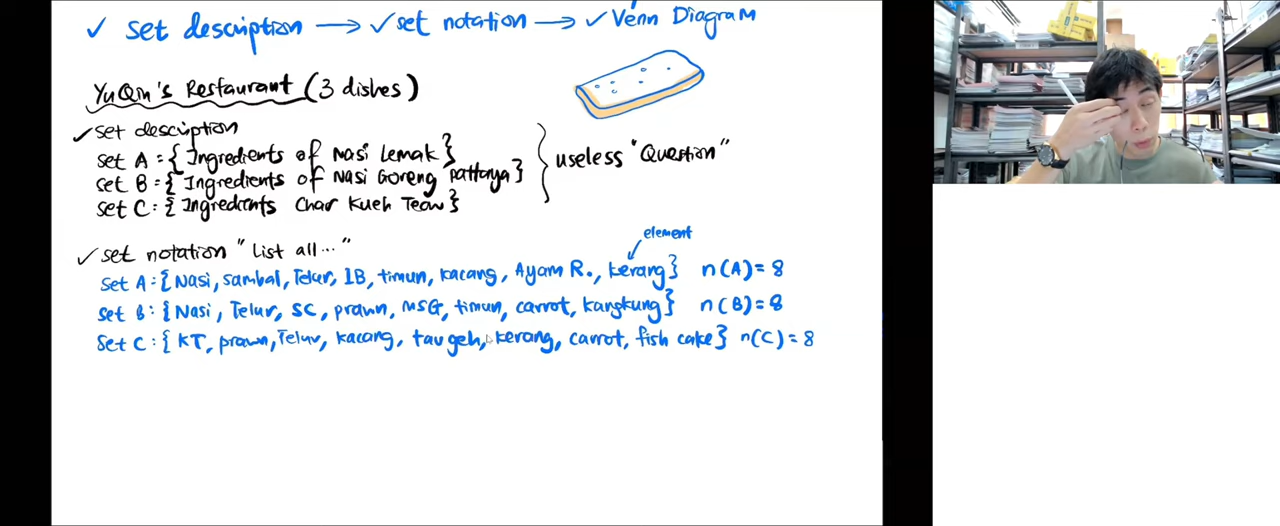 ✓ set description → ✓ set notation → ✓ Venn Diagram
YuQin's Restaurant (3 dishes)
✓ set description
set A = { Ingredients of Nasi Lemak }
set B = { Ingredients of Nasi Goreng Pattaya }
set C : { Ingredients Char Kueh Teow }
useless "Question"
✓ set notation "List all..."
element
set A : { Nasi, sambal, Telur, IB, timun, kacang, Ayam R., kerang } n(A) = 8
set B : { Nasi, Telur, SC, prawn, MSG, timun, carrot, kangkung } n(B) = 8
set C : { KT, prawn, Telur, kacang, taugeh, kerang, carrot, fish cake } n(C) = 8